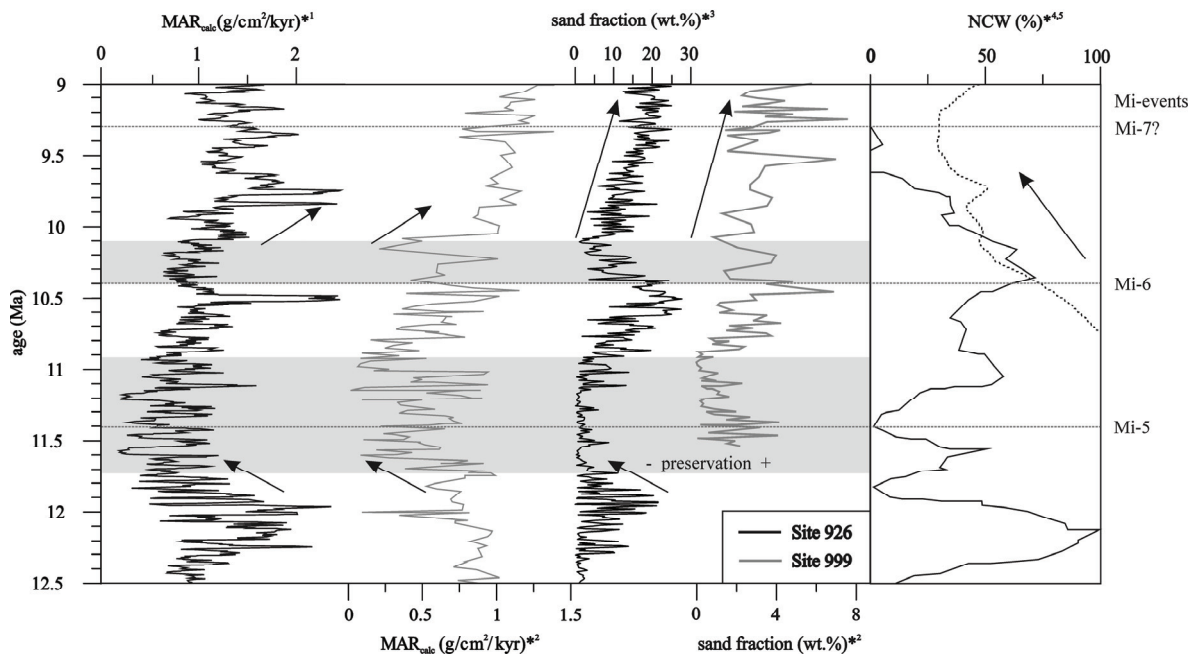 MARcalc (g/cm²/kyr)*1 sand fraction (wt.%)*3 NCW (%)*4,5
0 1 2 0 10 20 30 0 50 100
9 Mi-events
Mi-7?
9.5
10
Mi-6
10.5
age (Ma)
11
Mi-5
11.5
- preservation +
12
Site 926
Site 999
12.5
0 0.5 1 1.5 0 4 8
MARcalc (g/cm²/kyr)*2 sand fraction (wt.%)*2